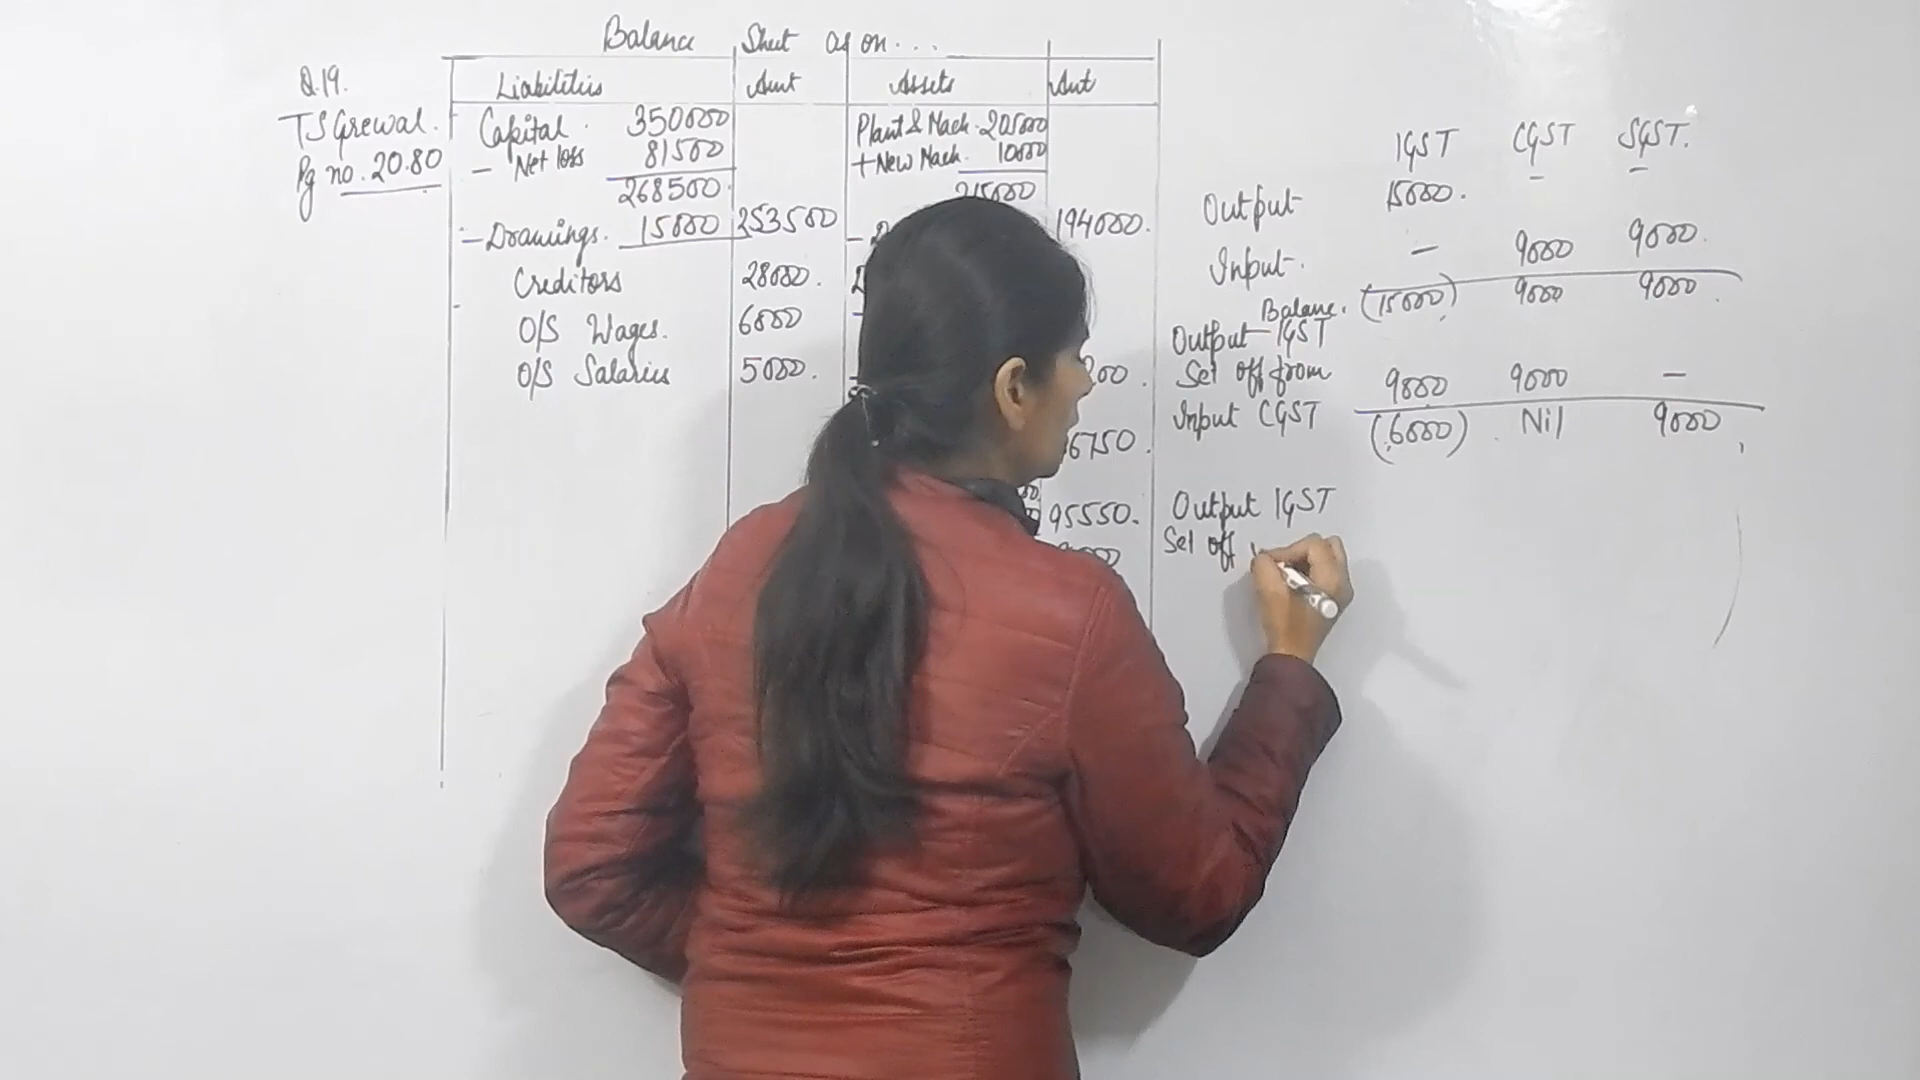 Balance Sheet as on....
Q.19.
TS Grewal.
Pg no. 20.80
Liabilities Amt Assets Amt
Capital. 350000 Plant & Mach. 205000
- Net loss 81500 + New Mach. 10000
268500. 215000
- Drawings. 15000 253500 - 194000.
Creditors 28000.
O/S Wages. 6000
O/S Salaries 5000.
200.
6750.
95550.
IGST CGST SGST.
Output 15000. - -
Input. - 9000 9000.
Balance. (15000) 9000 9000.
Output IGST
Set off from 9000 9000 -
Input CGST (6000) Nil 9000
Output IGST
Set off